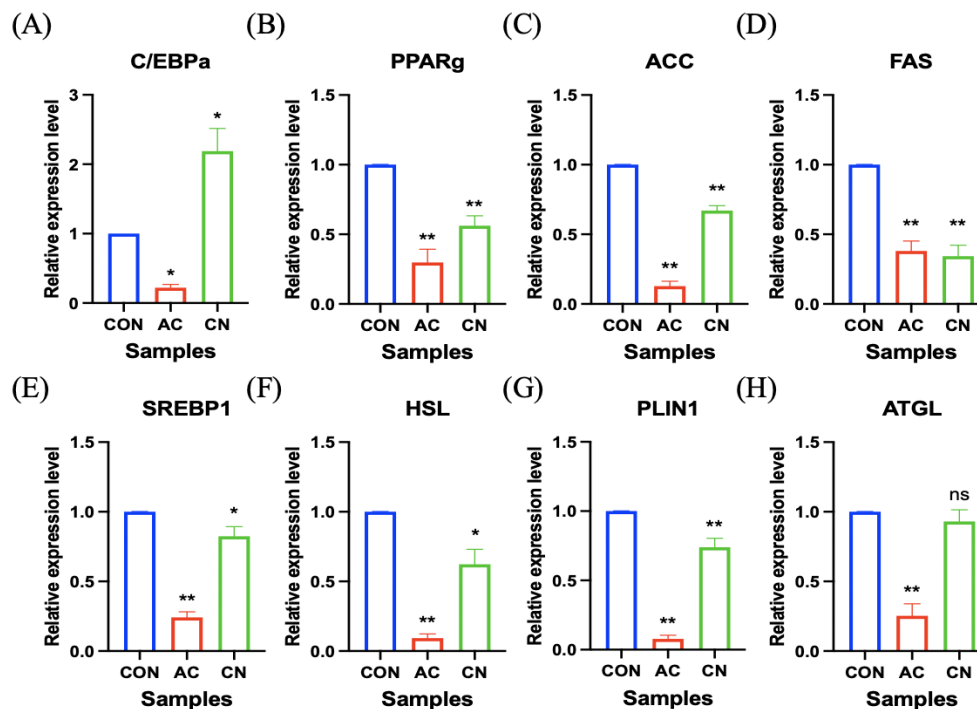 (A)
C/EBPa
Relative expression level
3
2
1
0
*
*
CON AC CN
Samples
(B)
PPARg
Relative expression level
1.5
1.0
0.5
0.0
**
**
CON AC CN
Samples
(C)
ACC
Relative expression level
1.5
1.0
0.5
0.0
**
**
CON AC CN
Samples
(D)
FAS
Relative expression level
1.5
1.0
0.5
0.0
**
**
CON AC CN
Samples
(E)
SREBP1
Relative expression level
1.5
1.0
0.5
0.0
**
*
CON AC CN
Samples
(F)
HSL
Relative expression level
1.5
1.0
0.5
0.0
**
*
CON AC CN
Samples
(G)
PLIN1
Relative expression level
1.5
1.0
0.5
0.0
**
**
CON AC CN
Samples
(H)
ATGL
Relative expression level
1.5
1.0
0.5
0.0
**
ns
CON AC CN
Samples